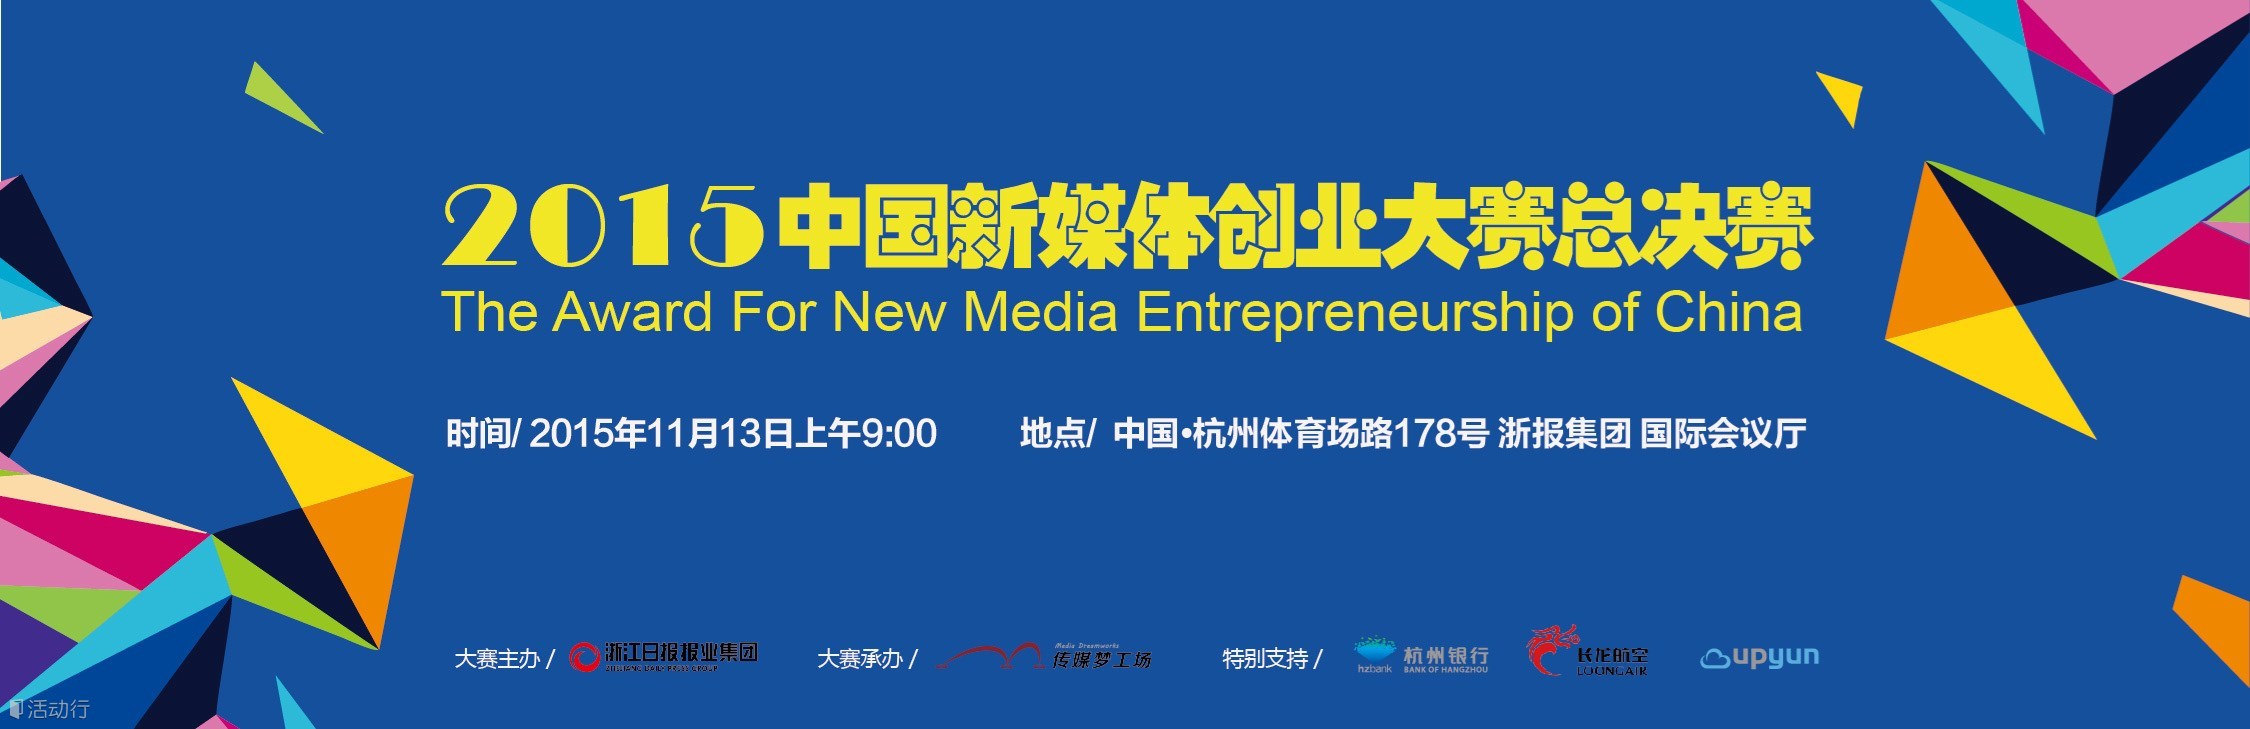 2015中国新媒体创业大赛总决赛
The Award For New Media Entrepreneurship of China
时间/ 2015年11月13日上午9:00 地点/ 中国•杭州体育场路178号 浙报集团 国际会议厅
大赛主办 / 浙江日报报业集团 ZHEJIANG DAILY PRESS GROUP 大赛承办 / Media Dreamworks 传媒梦工场 特别支持 / hzbank 杭州银行 BANK OF HANGZHOU 长龙航空 LOONGAIR upyun
活动行